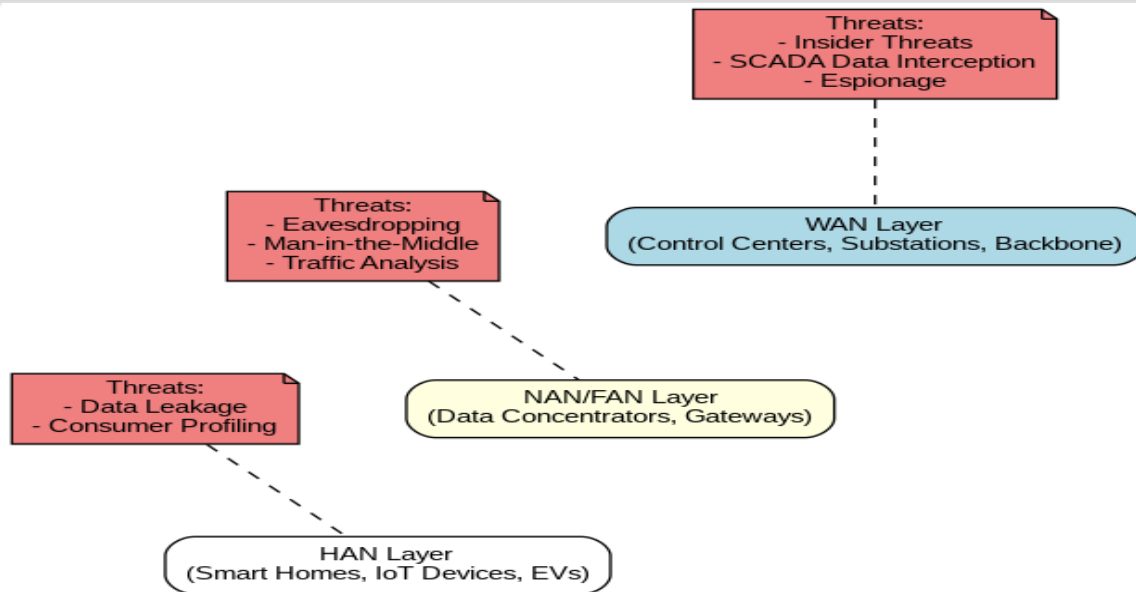 Threats:
- Insider Threats
- SCADA Data Interception
- Espionage
WAN Layer
(Control Centers, Substations, Backbone)
Threats:
- Eavesdropping
- Man-in-the-Middle
- Traffic Analysis
NAN/FAN Layer
(Data Concentrators, Gateways)
Threats:
- Data Leakage
- Consumer Profiling
HAN Layer
(Smart Homes, IoT Devices, EVs)